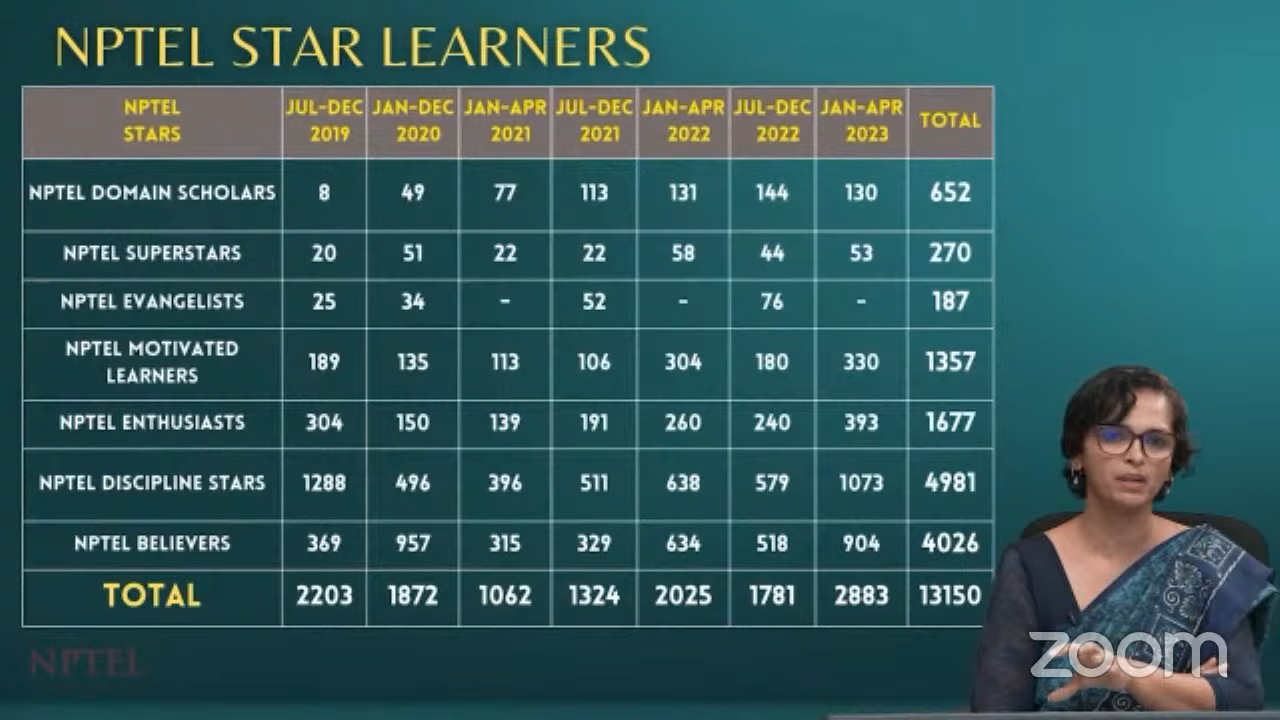 NPTEL STAR LEARNERS
NPTEL STARS JUL-DEC 2019 JAN-DEC 2020 JAN-APR 2021 JUL-DEC 2021 JAN-APR 2022 JUL-DEC 2022 JAN-APR 2023 TOTAL
NPTEL DOMAIN SCHOLARS 8 49 77 113 131 144 130 652
NPTEL SUPERSTARS 20 51 22 22 58 44 53 270
NPTEL EVANGELISTS 25 34 - 52 - 76 - 187
NPTEL MOTIVATED LEARNERS 189 135 113 106 304 180 330 1357
NPTEL ENTHUSIASTS 304 150 139 191 260 240 393 1677
NPTEL DISCIPLINE STARS 1288 496 396 511 638 579 1073 4981
NPTEL BELIEVERS 369 957 315 329 634 518 904 4026
TOTAL 2203 1872 1062 1324 2025 1781 2883 13150
NPTEL
zoom